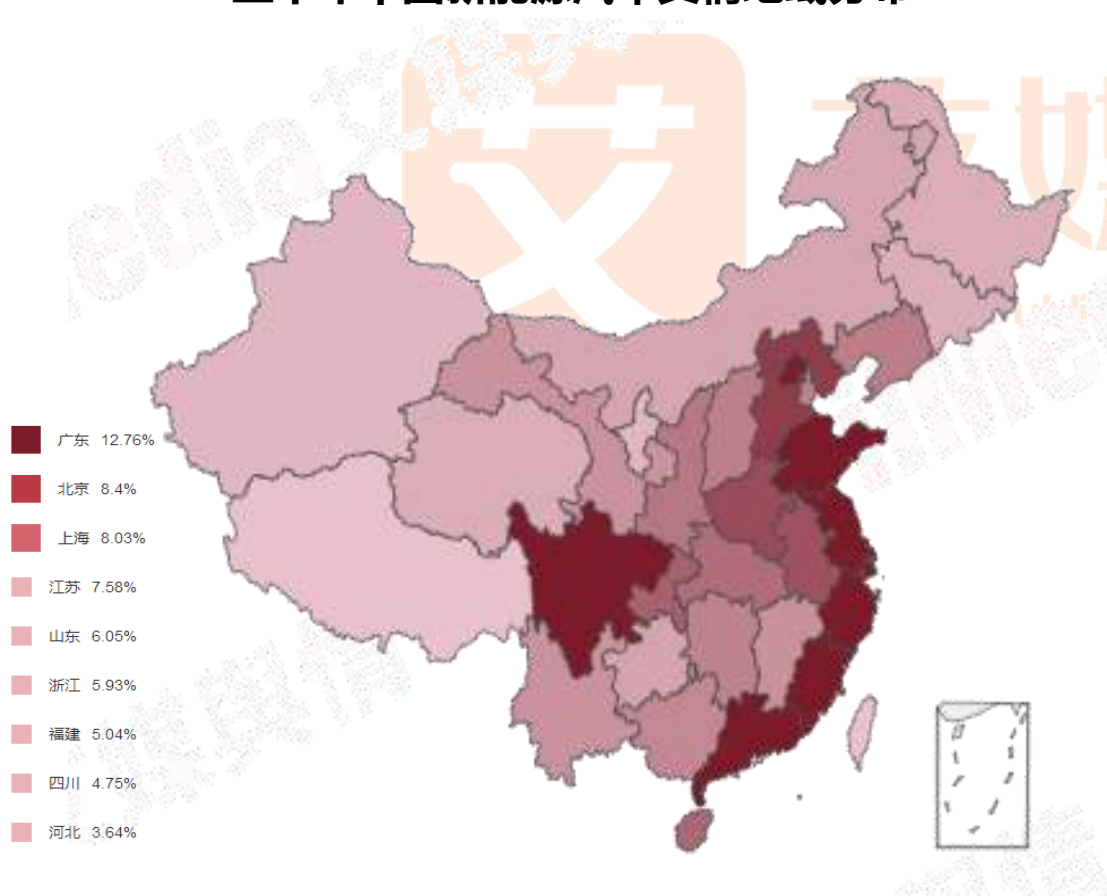 广东 12.76%
北京 8.4%
上海 8.03%
江苏 7.58%
山东 6.05%
浙江 5.93%
福建 5.04%
四川 4.75%
河北 3.64%
艾